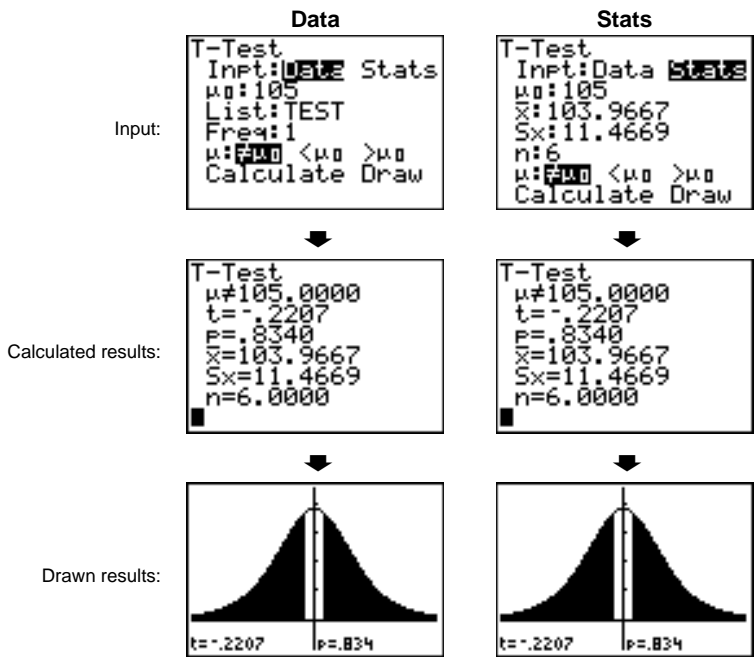 Data
Stats
Input:
T-Test
Inpt:Data Stats
μ0:105
List:TEST
Freq:1
μ:≠μ0 <μ0 >μ0
Calculate Draw
T-Test
Inpt:Data Stats
μ0:105
x̄:103.9667
Sx:11.4669
n:6
μ:≠μ0 <μ0 >μ0
Calculate Draw
Calculated results:
T-Test
μ≠105.0000
t=-.2207
p=.8340
x̄=103.9667
Sx=11.4669
n=6.0000
T-Test
μ≠105.0000
t=-.2207
p=.8340
x̄=103.9667
Sx=11.4669
n=6.0000
Drawn results:
t=-.2207 p=.834
t=-.2207 p=.834